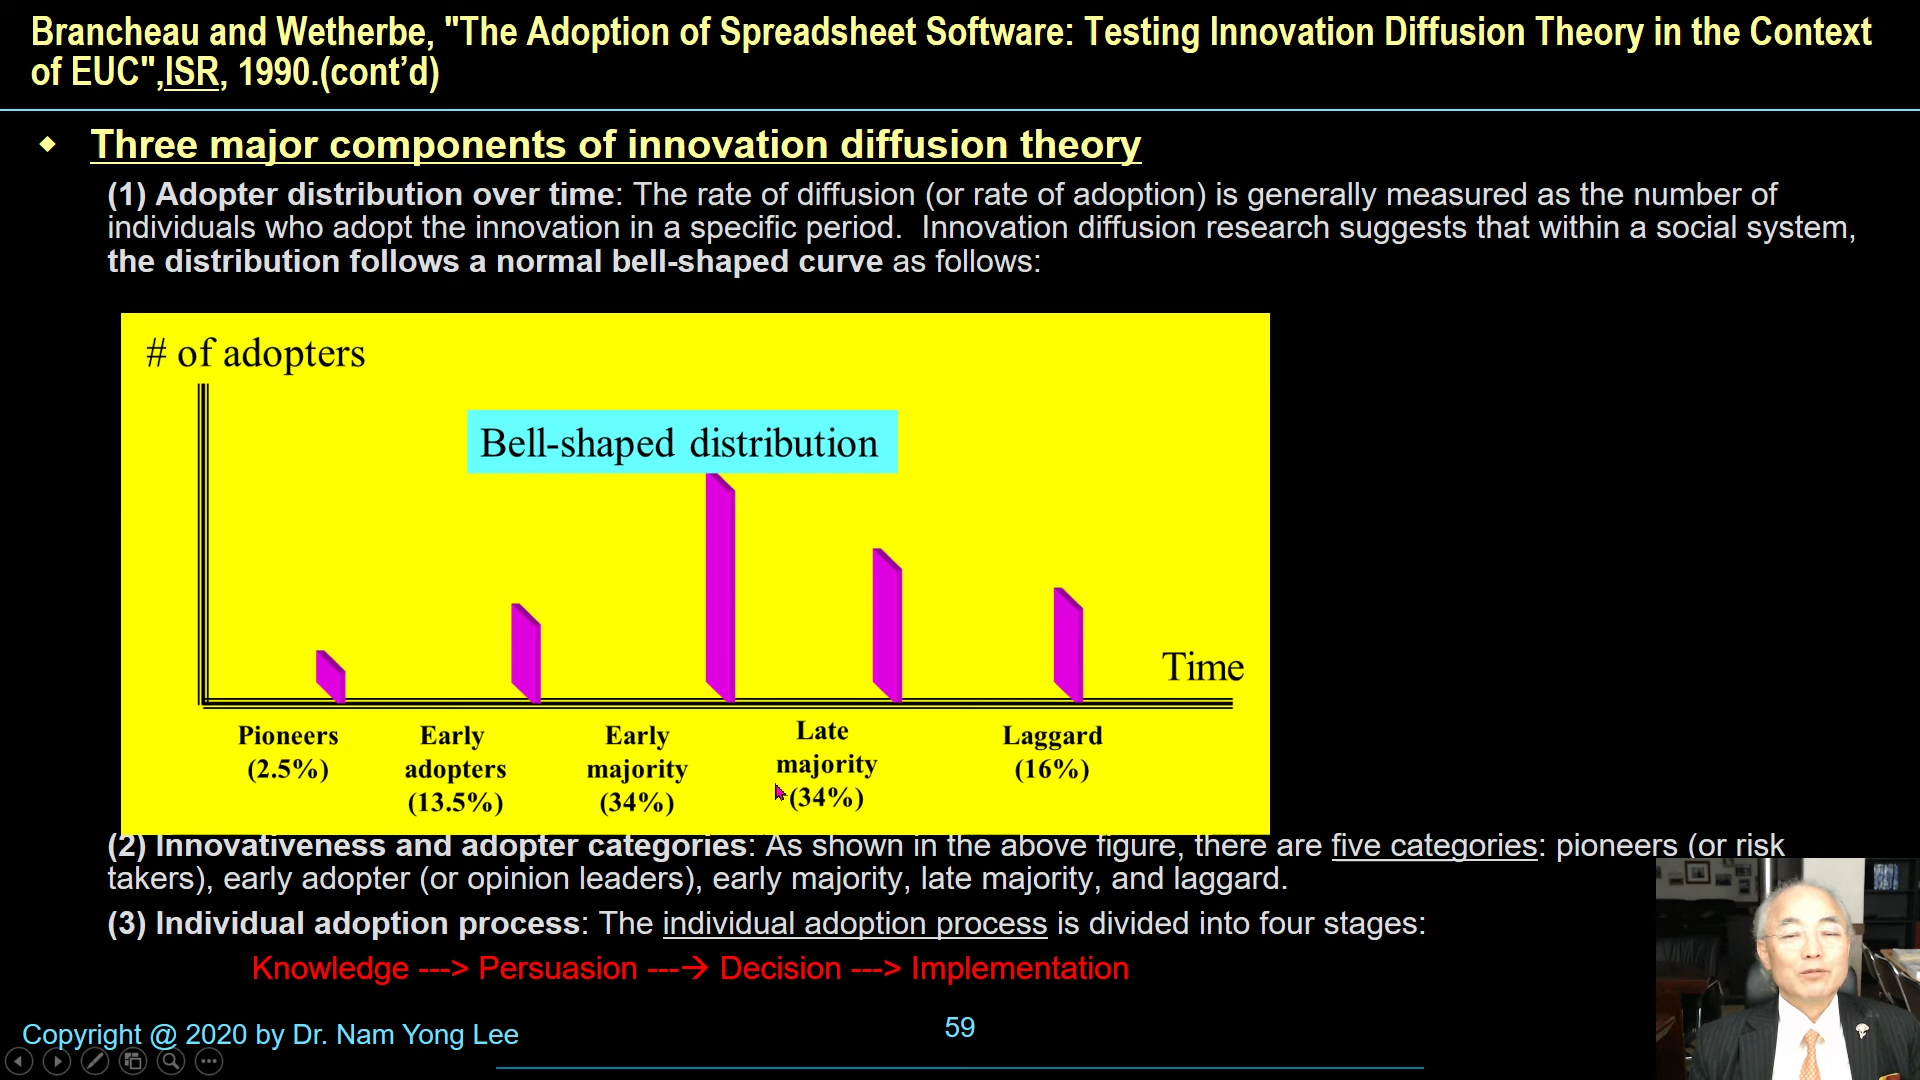 Brancheau and Wetherbe, "The Adoption of Spreadsheet Software: Testing Innovation Diffusion Theory in the Context
of EUC",ISR, 1990.(cont’d)
◆ Three major components of innovation diffusion theory
(1) Adopter distribution over time: The rate of diffusion (or rate of adoption) is generally measured as the number of
individuals who adopt the innovation in a specific period.  Innovation diffusion research suggests that within a social system,
the distribution follows a normal bell-shaped curve as follows:
# of adopters
Bell-shaped distribution
Time
Pioneers
(2.5%)
Early
adopters
(13.5%)
Early
majority
(34%)
Late
majority
(34%)
Laggard
(16%)
(2) Innovativeness and adopter categories: As shown in the above figure, there are five categories: pioneers (or risk
takers), early adopter (or opinion leaders), early majority, late majority, and laggard.
(3) Individual adoption process: The individual adoption process is divided into four stages:
Knowledge ---> Persuasion ---→ Decision ---> Implementation
Copyright @ 2020 by Dr. Nam Yong Lee
59